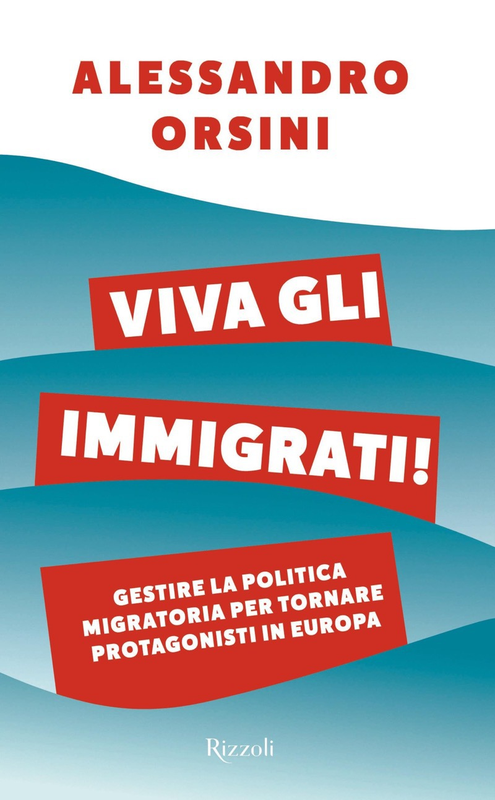 ALESSANDRO
ORSINI
VIVA GLI
IMMIGRATI!
GESTIRE LA POLITICA
MIGRATORIA PER TORNARE
PROTAGONISTI IN EUROPA
Rizzoli